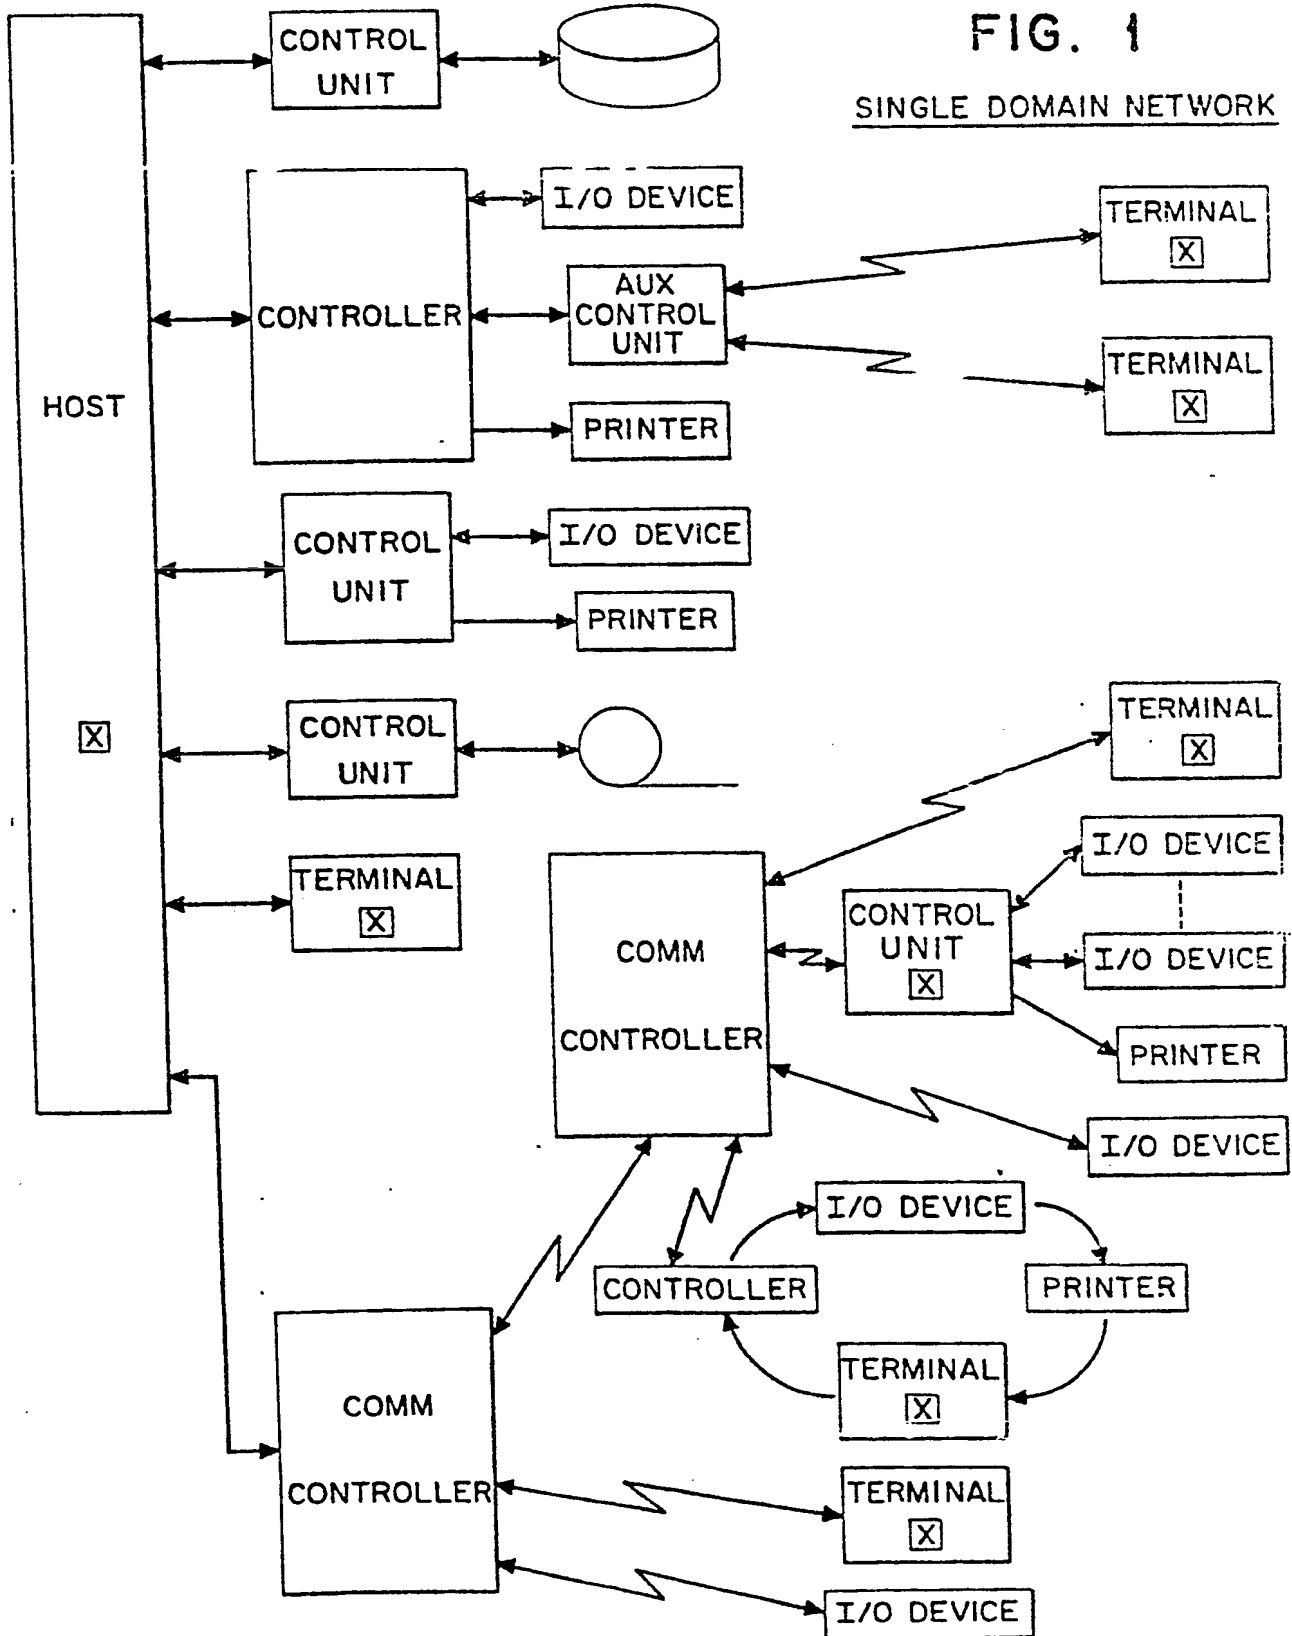 FIG. 1
SINGLE DOMAIN NETWORK
HOST
X
CONTROL
UNIT
CONTROLLER
I/O DEVICE
AUX
CONTROL
UNIT
PRINTER
TERMINAL
X
TERMINAL
X
CONTROL
UNIT
I/O DEVICE
PRINTER
CONTROL
UNIT
TERMINAL
X
COMM
CONTROLLER
TERMINAL
X
CONTROL
UNIT
X
I/O DEVICE
I/O DEVICE
PRINTER
I/O DEVICE
CONTROLLER
I/O DEVICE
PRINTER
TERMINAL
X
COMM
CONTROLLER
TERMINAL
X
I/O DEVICE